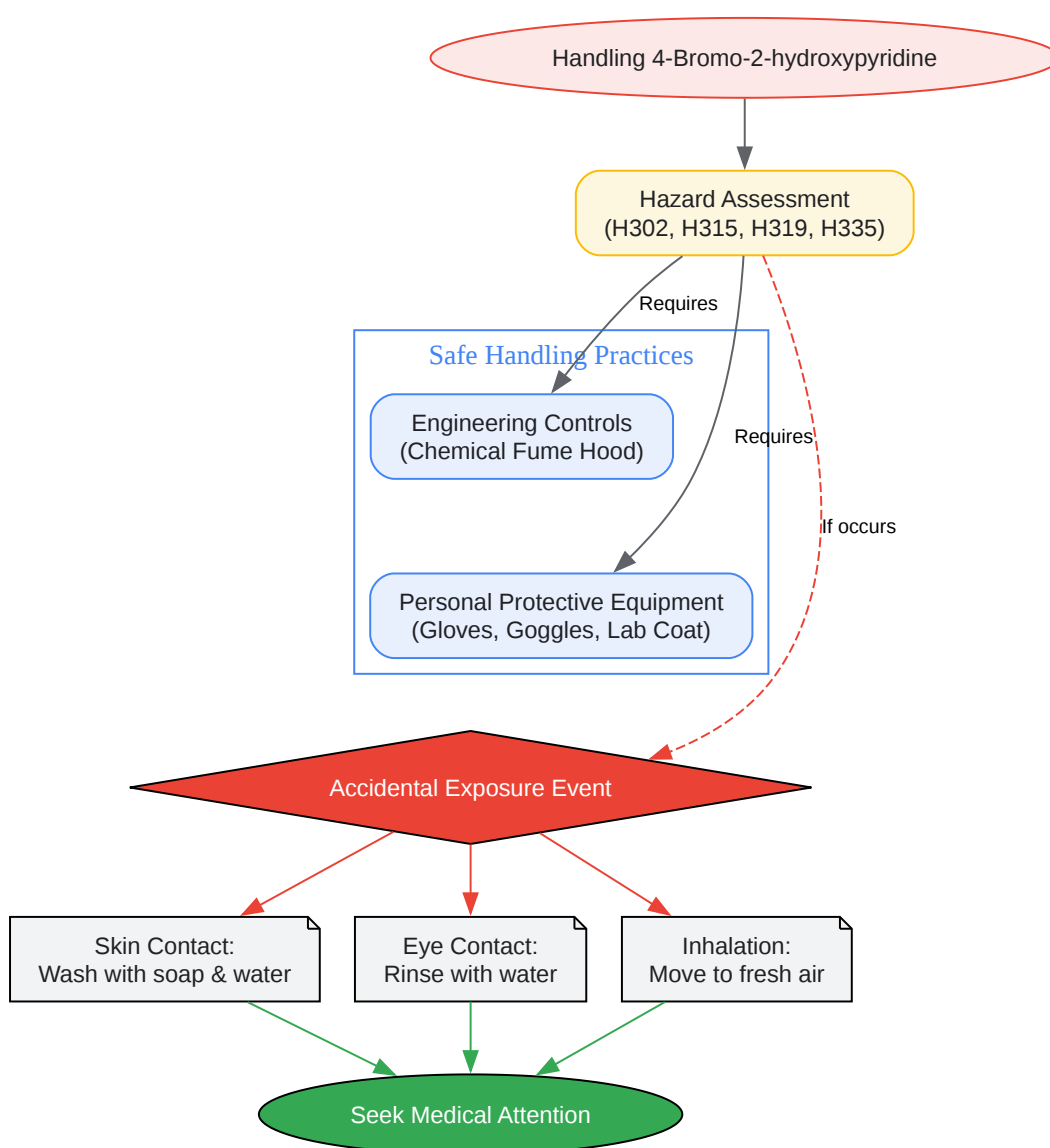 Handling 4-Bromo-2-hydroxypyridine
Hazard Assessment
(H302, H315, H319, H335)
Requires
Safe Handling Practices
Engineering Controls
(Chemical Fume Hood)
Requires
If occurs
Personal Protective Equipment
(Gloves, Goggles, Lab Coat)
Accidental Exposure Event
Skin Contact:
Wash with soap & water
Eye Contact:
Rinse with water
Inhalation:
Move to fresh air
Seek Medical Attention